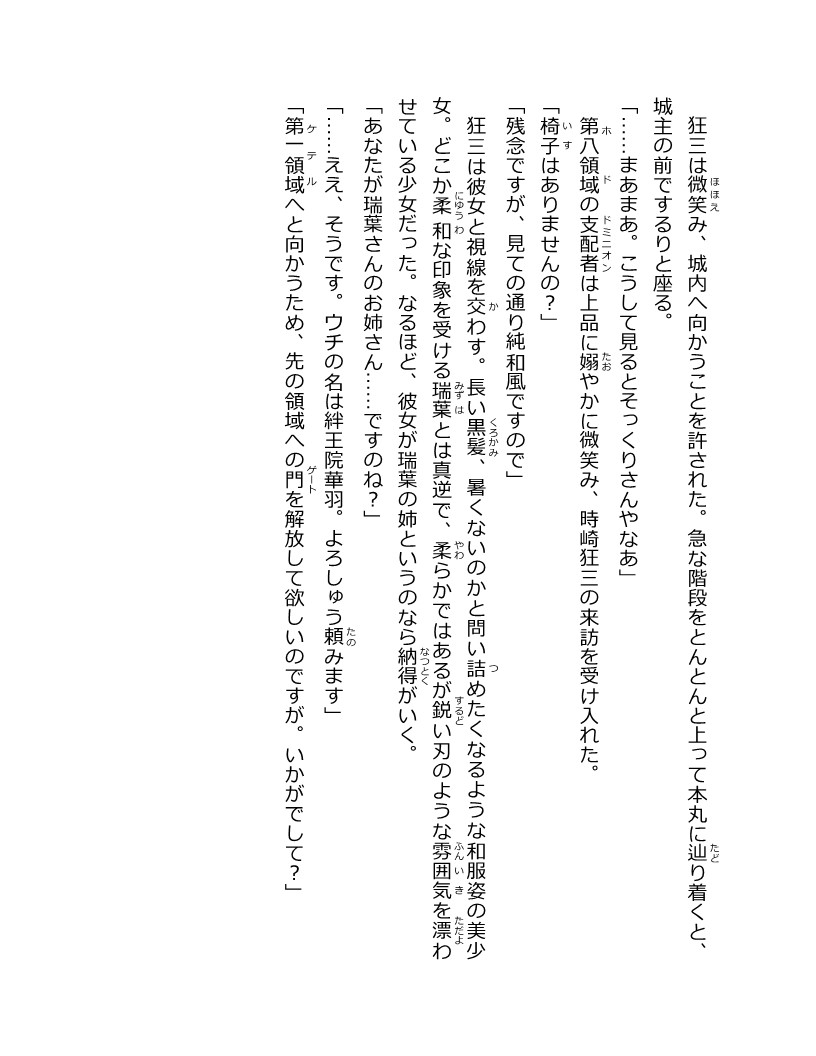 狂三は微笑み、城内へ向かうことを許された。急な階段をとんとんと上って本丸に辿り着くと、
城主の前でするりと座る。
「……まあまあ。こうして見るとそっくりさんやなあ」
　第八領域の支配者は上品に嫋やかに微笑み、時崎狂三の来訪を受け入れた。
「椅子はありませんの？」
「残念ですが、見ての通り純和風ですので」
　狂三は彼女と視線を交わす。長い黒髪、暑くないのかと問い詰めたくなるような和服姿の美少
女。どこか柔和な印象を受ける瑞葉とは真逆で、柔らかではあるが鋭い刃のような雰囲気を漂わ
せている少女だった。なるほど、彼女が瑞葉の姉というのなら納得がいく。
「あなたが瑞葉さんのお姉さん……ですのね？」
「……ええ、そうです。ウチの名は絆王院華羽。よろしゅう頼みます」
「第一領域へと向かうため、先の領域への門を解放して欲しいのですが。いかがでして？」